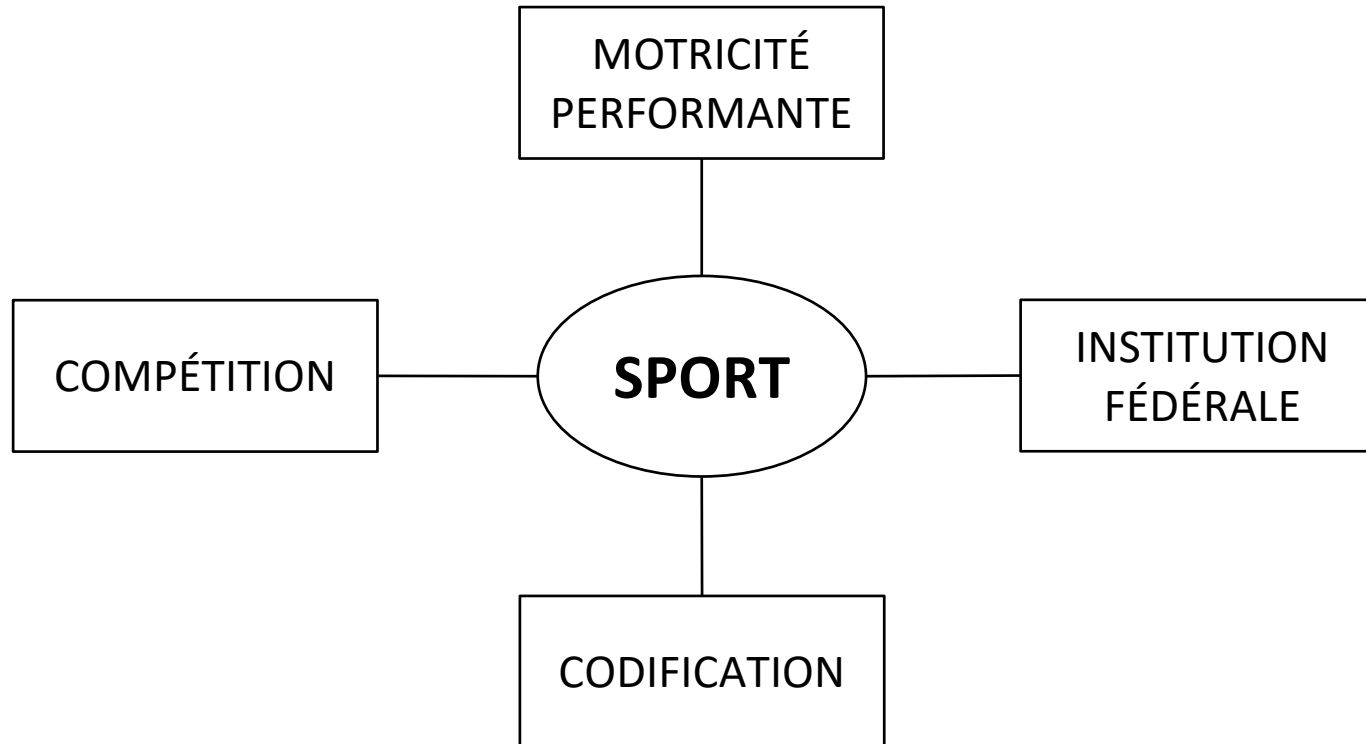 MOTRICITÉ
PERFORMANTE
COMPÉTITION
SPORT
INSTITUTION
FÉDÉRALE
CODIFICATION